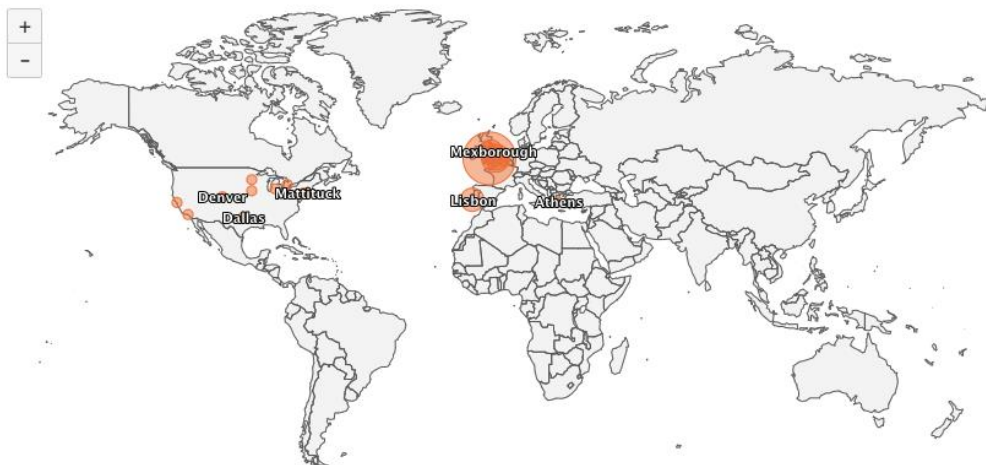 +
−
Mexborough
Denver
Mattituck
Dallas
Lisbon
Athens